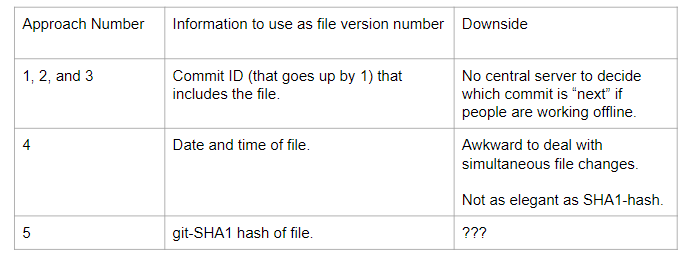 Approach Number Information to use as file version number Downside
1, 2, and 3 Commit ID (that goes up by 1) that includes the file. No central server to decide which commit is “next” if people are working offline.
4 Date and time of file. Awkward to deal with simultaneous file changes.
Not as elegant as SHA1-hash.
5 git-SHA1 hash of file. ???